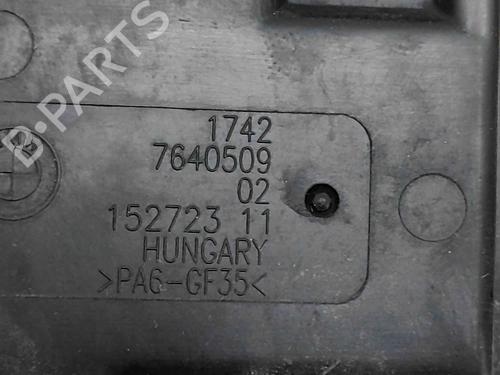 B-PARTS
1742
7640509
02
152723 11
HUNGARY
>PA6-GF35<